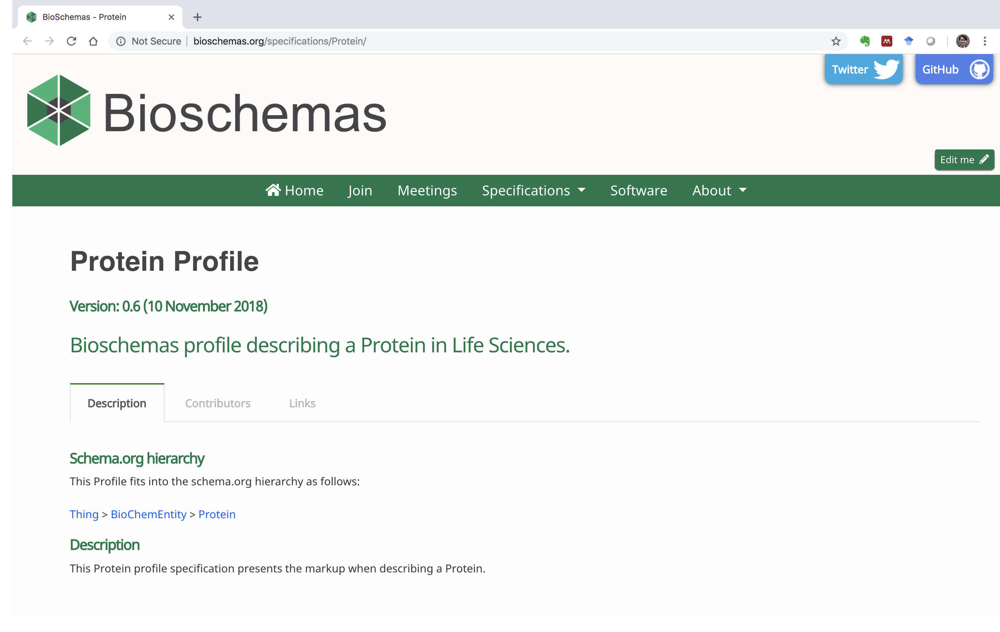 BioSchemas - Protein
Not Secure bioschemas.org/specifications/Protein/
Twitter GitHub
Bioschemas
Edit me
Home Join Meetings Specifications Software About
Protein Profile
Version: 0.6 (10 November 2018)
Bioschemas profile describing a Protein in Life Sciences.
Description Contributors Links
Schema.org hierarchy
This Profile fits into the schema.org hierarchy as follows:
Thing > BioChemEntity > Protein
Description
This Protein profile specification presents the markup when describing a Protein.